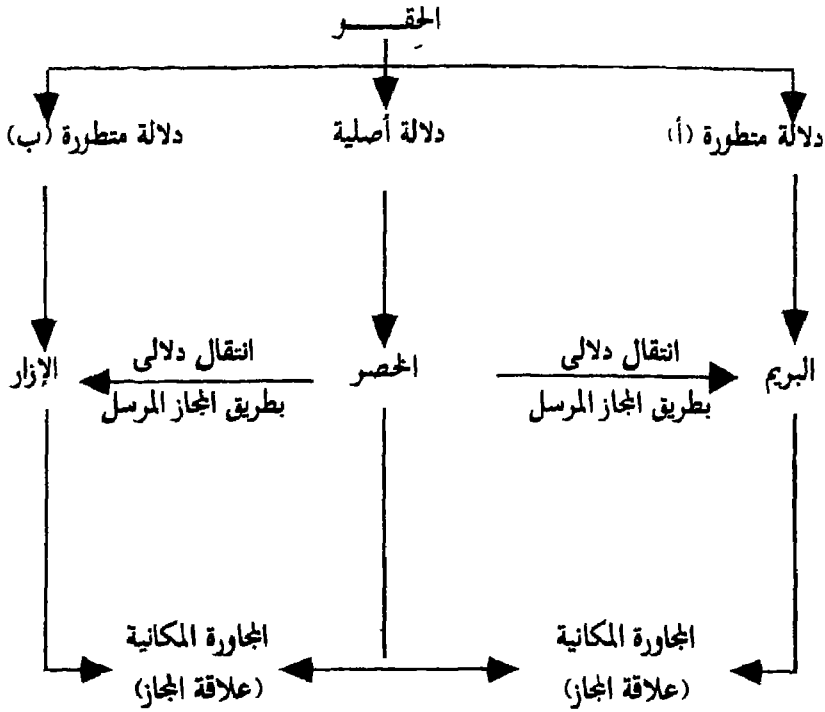 الحِقـــــو
دلالة متطورة (أ)
دلالة أصلية
دلالة متطورة (ب)
البريم
انتقال دلالى
بطريق المجاز المرسل
الخصر
انتقال دلالى
بطريق المجاز المرسل
الإزار
المجاورة المكانية
(علاقة المجاز)
المجاورة المكانية
(علاقة المجاز)